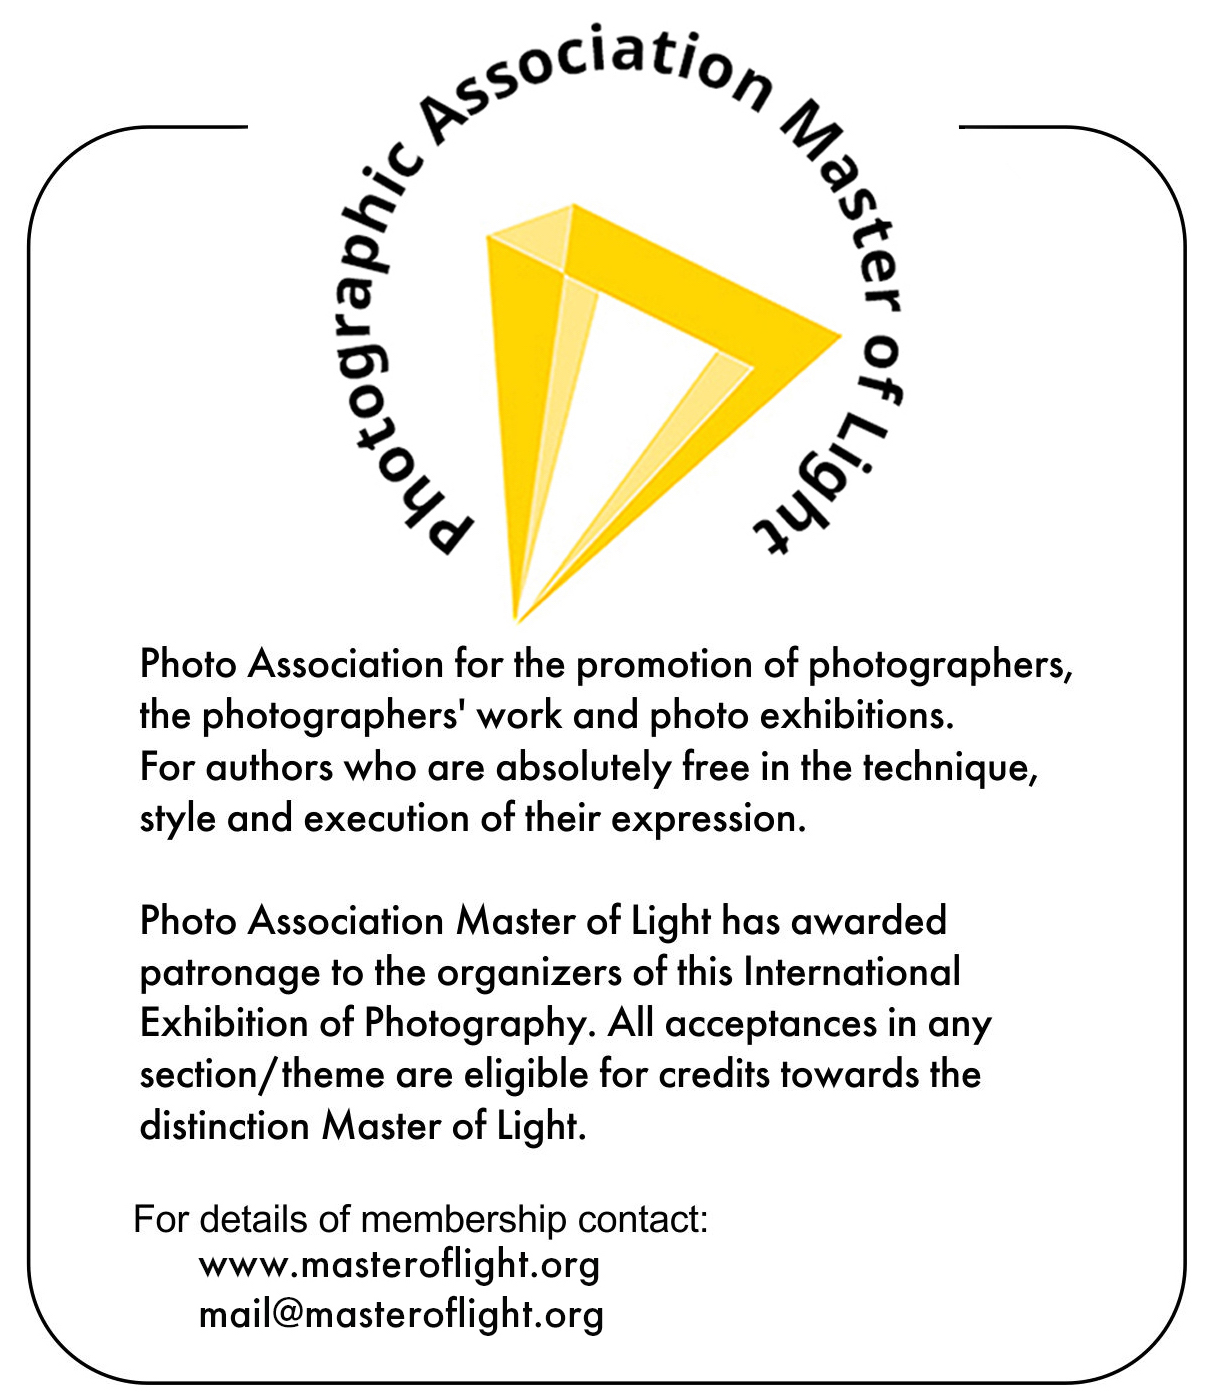 Photographic Association Master of Light
Photo Association for the promotion of photographers,
the photographers' work and photo exhibitions.
For authors who are absolutely free in the technique,
style and execution of their expression.
Photo Association Master of Light has awarded
patronage to the organizers of this International
Exhibition of Photography. All acceptances in any
section/theme are eligible for credits towards the
distinction Master of Light.
For details of membership contact:
www.masteroflight.org
mail@masteroflight.org